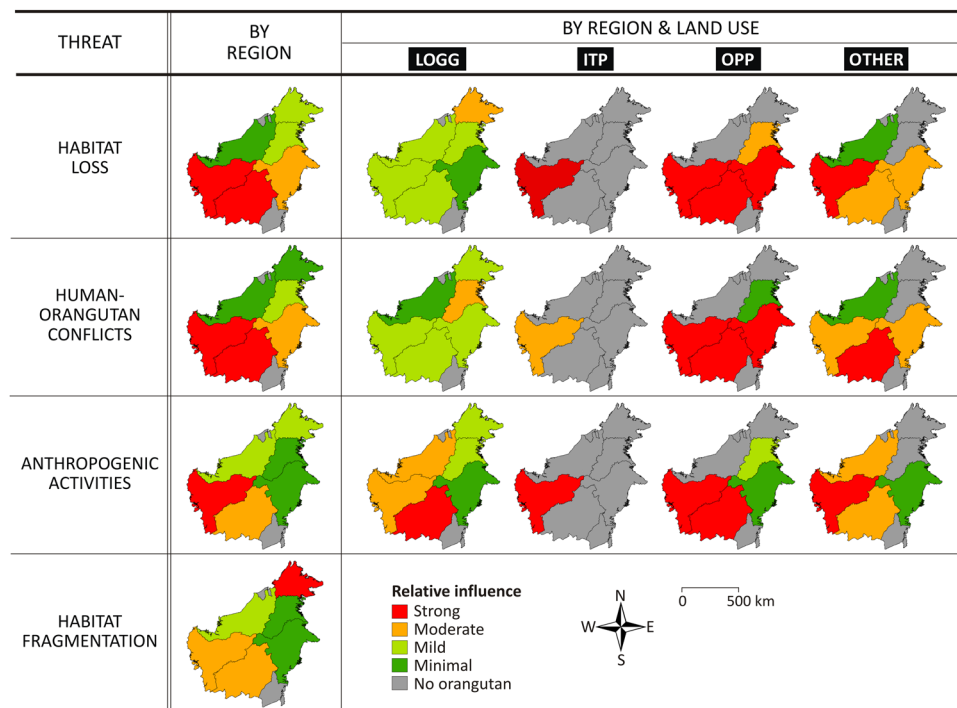 THREAT
BY
REGION
BY REGION & LAND USE
LOGG
ITP
OPP
OTHER
HABITAT
LOSS
HUMAN-
ORANGUTAN
CONFLICTS
ANTHROPOGENIC
ACTIVITIES
HABITAT
FRAGMENTATION
Relative influence
Strong
Moderate
Mild
Minimal
No orangutan
N
W E
S
0 500 km